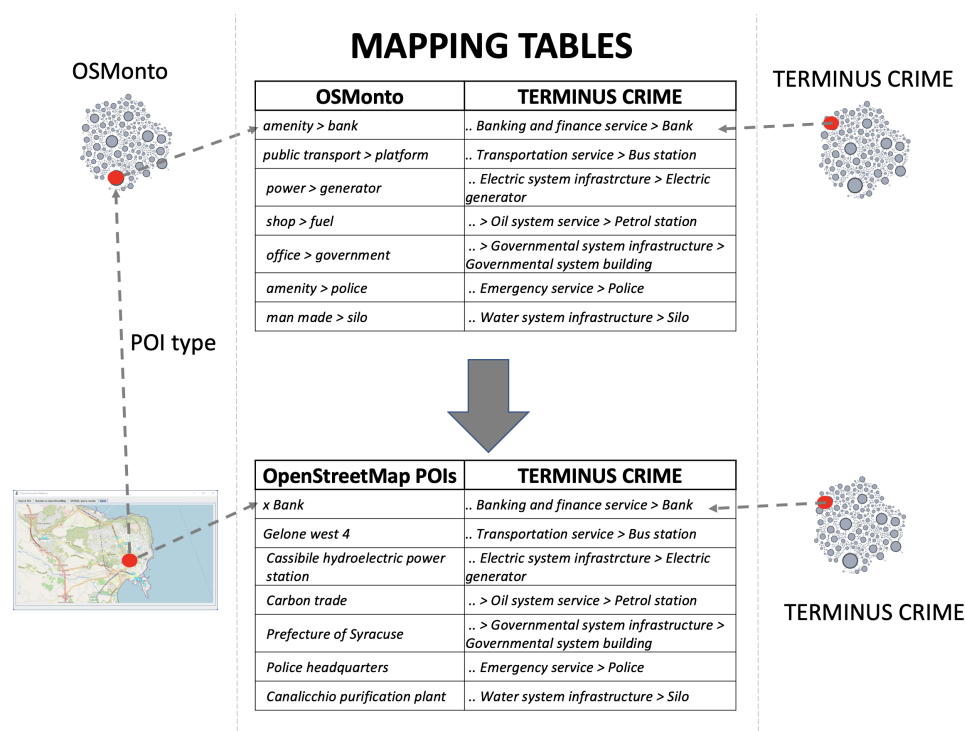 MAPPING TABLES
OSMonto
TERMINUS CRIME
OSMonto TERMINUS CRIME
amenity > bank .. Banking and finance service > Bank
public transport > platform .. Transportation service > Bus station
power > generator .. Electric system infrastrcture > Electric
generator
shop > fuel .. > Oil system service > Petrol station
office > government .. > Governmental system infrastructure >
Governmental system building
amenity > police .. Emergency service > Police
man made > silo .. Water system infrastructure > Silo
POI type
OpenStreetMap POIs TERMINUS CRIME
x Bank .. Banking and finance service > Bank
Gelone west 4 .. Transportation service > Bus station
Cassibile hydroelectric power .. Electric system infrastrcture > Electric
station generator
Carbon trade .. > Oil system service > Petrol station
Prefecture of Syracuse .. > Governmental system infrastructure >
Governmental system building
Police headquarters .. Emergency service > Police
Canalicchio purification plant .. Water system infrastructure > Silo
TERMINUS CRIME